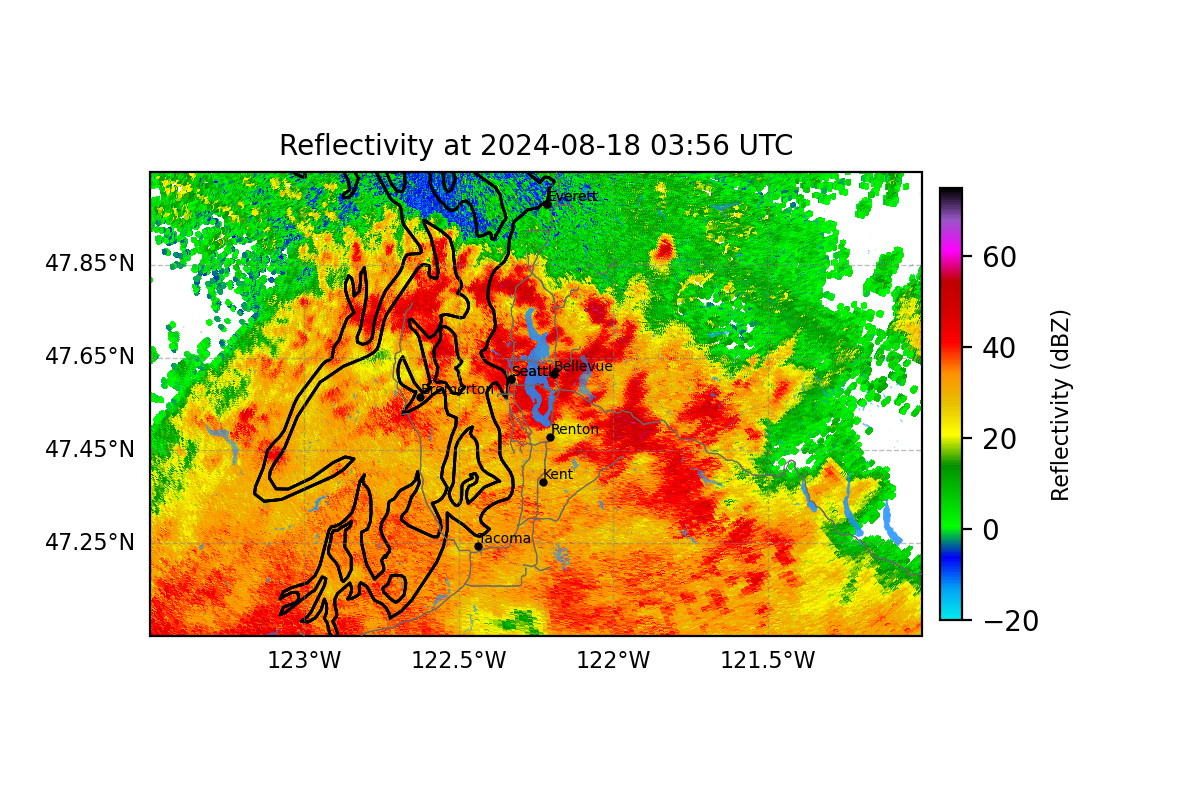 Reflectivity at 2024-08-18 03:56 UTC
Everett
47.85°N
47.65°N
Seattle
Bellevue
Bremerton
Renton
47.45°N
Kent
47.25°N
Tacoma
123°W
122.5°W
122°W
121.5°W
60
40
20
0
−20
Reflectivity (dBZ)